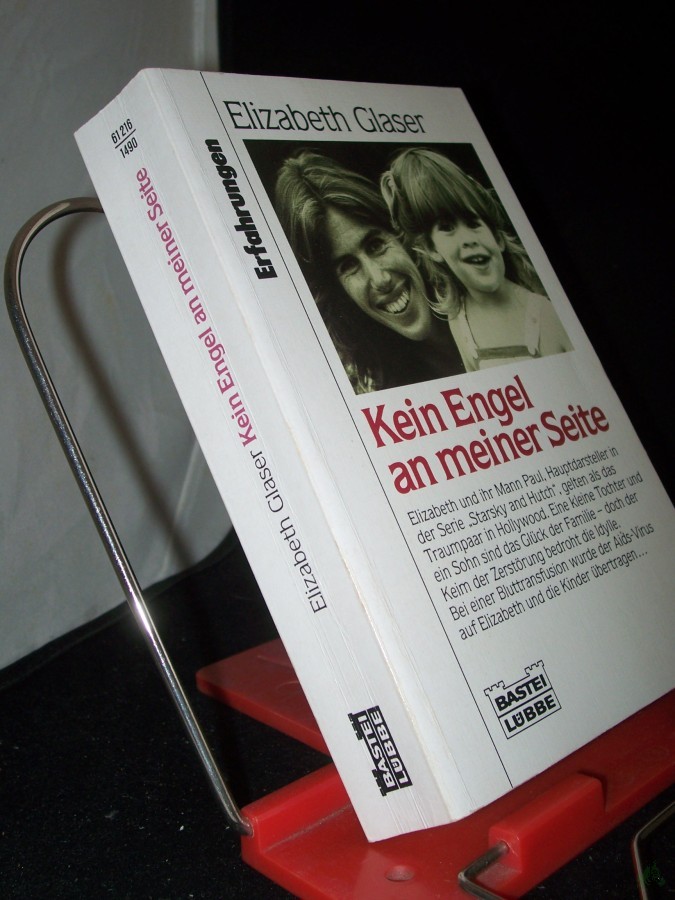 61 216
1490
Elizabeth Glaser Kein Engel an meiner Seite
BASTEI
LÜBBE
Elizabeth Glaser
Erfahrungen
Kein Engel
an meiner Seite
Elizabeth und ihr Mann Paul, Hauptdarsteller in
der Serie „Starsky and Hutch“, gelten als das
Traumpaar in Hollywood. Eine kleine Tochter und
ein Sohn sind das Glück der Familie – doch der
Keim der Zerstörung bedroht die Idylle.
Bei einer Bluttransfusion wurde der Aids-Virus
auf Elizabeth und die Kinder übertragen...
BASTEI
LÜBBE